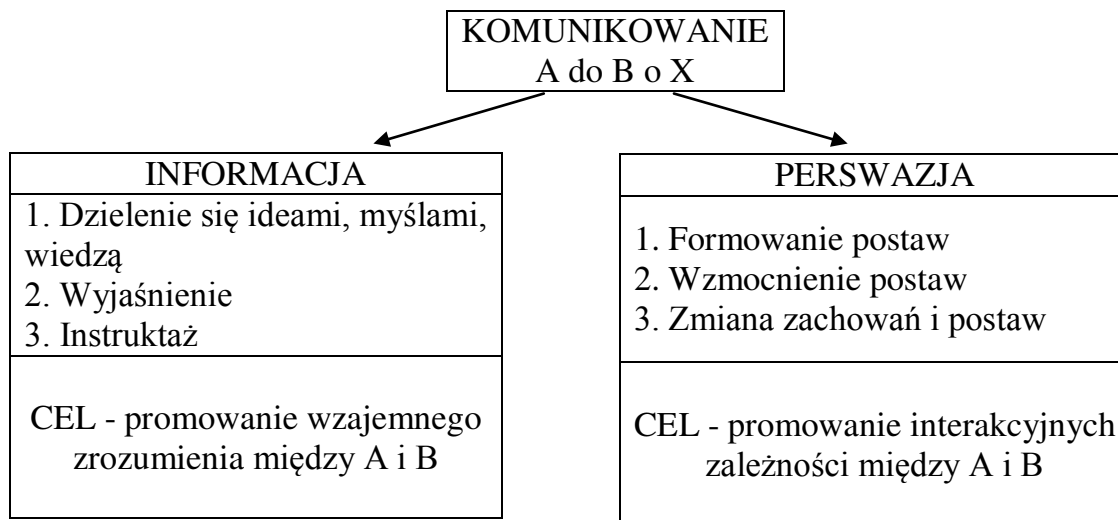 KOMUNIKOWANIE
A do B o X
INFORMACJA
1. Dzielenie się ideami, myślami,
wiedzą
2. Wyjaśnienie
3. Instruktaż
CEL - promowanie wzajemnego
zrozumienia między A i B
PERSWAZJA
1. Formowanie postaw
2. Wzmocnienie postaw
3. Zmiana zachowań i postaw
CEL - promowanie interakcyjnych
zależności między A i B